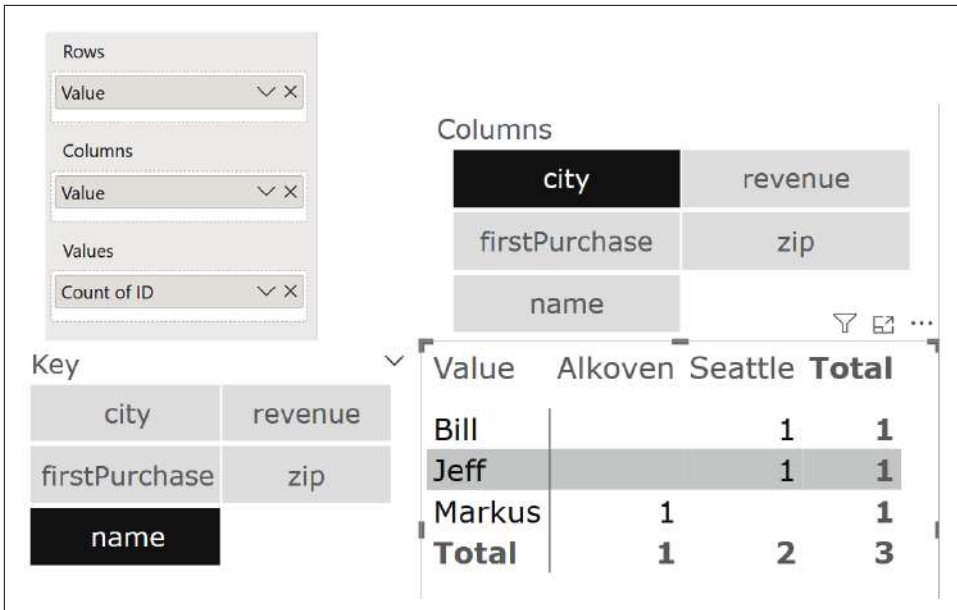 Rows
Value
Columns
Value
Values
Count of ID
Columns
city revenue
firstPurchase zip
name
Key
city revenue
firstPurchase zip
name
Value Alkoven Seattle Total
Bill 1 1
Jeff 1 1
Markus 1 1
Total 1 2 3